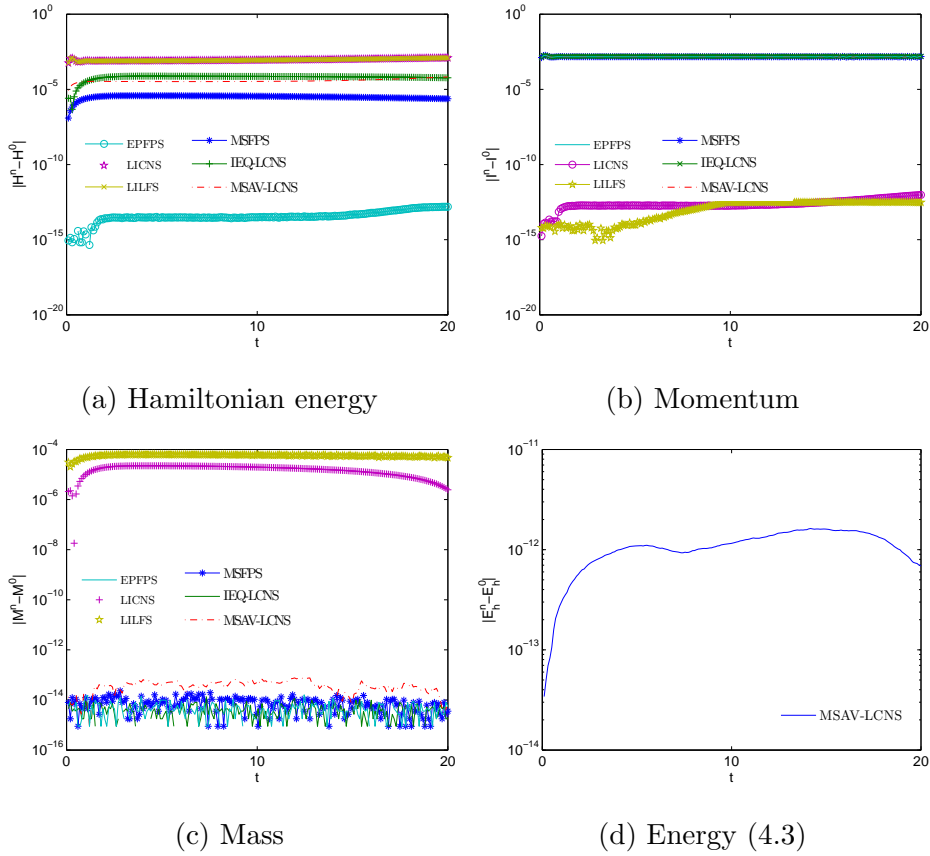 10^0
10^−5
10^−10
10^−15
10^−20
|H^n−H^0|
EPFPS
LICNS
LILFS
MSFPS
IEQ-LCNS
MSAV-LCNS
0
10
20
t
(a) Hamiltonian energy
10^0
10^−5
10^−10
10^−15
10^−20
|I^n−I^0|
EPFPS
LICNS
LILFS
MSFPS
IEQ-LCNS
MSAV-LCNS
0
10
20
t
(b) Momentum
10^−4
10^−6
10^−8
10^−10
10^−12
10^−14
10^−16
|M^n−M^0|
EPFPS
LICNS
LILFS
MSFPS
IEQ-LCNS
MSAV-LCNS
0
10
20
t
(c) Mass
10^−11
10^−12
10^−13
10^−14
|E_h^n−E_h^0|
MSAV-LCNS
0
10
20
t
(d) Energy (4.3)